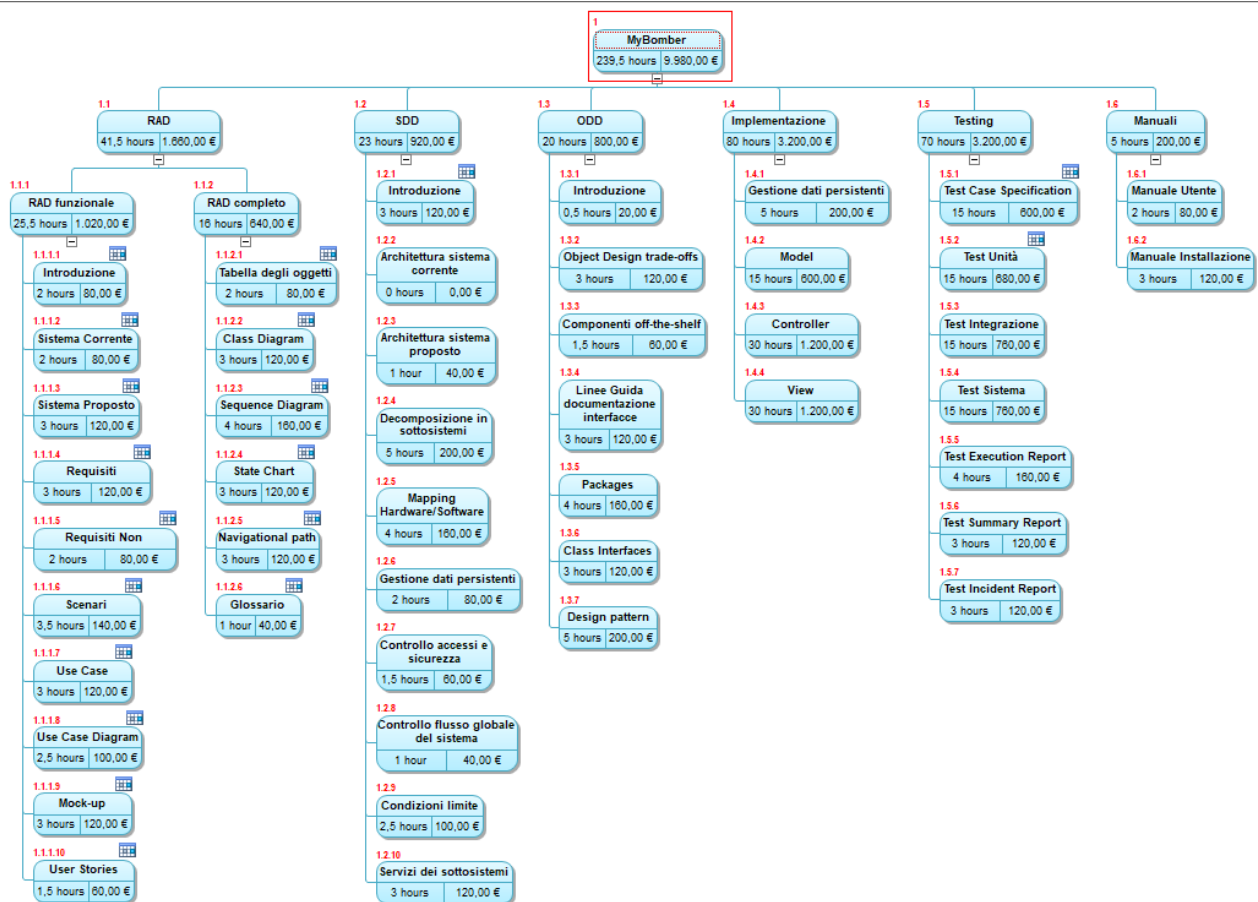 1
MyBomber
239,5 hours 9.980,00 €
1.1
RAD
41,5 hours 1.660,00 €
1.1.1
RAD funzionale
25,5 hours 1.020,00 €
1.1.1.1
Introduzione
2 hours 80,00 €
1.1.1.2
Sistema Corrente
2 hours 80,00 €
1.1.1.3
Sistema Proposto
3 hours 120,00 €
1.1.1.4
Requisiti
3 hours 120,00 €
1.1.1.5
Requisiti Non
2 hours 80,00 €
1.1.1.6
Scenari
3,5 hours 140,00 €
1.1.1.7
Use Case
3 hours 120,00 €
1.1.1.8
Use Case Diagram
2,5 hours 100,00 €
1.1.1.9
Mock-up
3 hours 120,00 €
1.1.1.10
User Stories
1,5 hours 60,00 €
1.1.2
RAD completo
16 hours 640,00 €
1.1.2.1
Tabella degli oggetti
2 hours 80,00 €
1.1.2.2
Class Diagram
3 hours 120,00 €
1.1.2.3
Sequence Diagram
4 hours 160,00 €
1.1.2.4
State Chart
3 hours 120,00 €
1.1.2.5
Navigational path
3 hours 120,00 €
1.1.2.6
Glossario
1 hour 40,00 €
1.2
SDD
23 hours 920,00 €
1.2.1
Introduzione
3 hours 120,00 €
1.2.2
Architettura sistema
corrente
0 hours 0,00 €
1.2.3
Architettura sistema
proposto
1 hour 40,00 €
1.2.4
Decomposizione in
sottosistemi
5 hours 200,00 €
1.2.5
Mapping
Hardware/Software
4 hours 160,00 €
1.2.6
Gestione dati persistenti
2 hours 80,00 €
1.2.7
Controllo accessi e
sicurezza
1,5 hours 60,00 €
1.2.8
Controllo flusso globale
del sistema
1 hour 40,00 €
1.2.9
Condizioni limite
2,5 hours 100,00 €
1.2.10
Servizi dei sottosistemi
3 hours 120,00 €
1.3
ODD
20 hours 800,00 €
1.3.1
Introduzione
0,5 hours 20,00 €
1.3.2
Object Design trade-offs
3 hours 120,00 €
1.3.3
Componenti off-the-shelf
1,5 hours 60,00 €
1.3.4
Linee Guida
documentazione
interfacce
3 hours 120,00 €
1.3.5
Packages
4 hours 160,00 €
1.3.6
Class Interfaces
3 hours 120,00 €
1.3.7
Design pattern
5 hours 200,00 €
1.4
Implementazione
80 hours 3.200,00 €
1.4.1
Gestione dati persistenti
5 hours 200,00 €
1.4.2
Model
15 hours 600,00 €
1.4.3
Controller
30 hours 1.200,00 €
1.4.4
View
30 hours 1.200,00 €
1.5
Testing
70 hours 3.200,00 €
1.5.1
Test Case Specification
15 hours 600,00 €
1.5.2
Test Unità
15 hours 680,00 €
1.5.3
Test Integrazione
15 hours 760,00 €
1.5.4
Test Sistema
15 hours 760,00 €
1.5.5
Test Execution Report
4 hours 160,00 €
1.5.6
Test Summary Report
3 hours 120,00 €
1.5.7
Test Incident Report
3 hours 120,00 €
1.6
Manuali
5 hours 200,00 €
1.6.1
Manuale Utente
2 hours 80,00 €
1.6.2
Manuale Installazione
3 hours 120,00 €